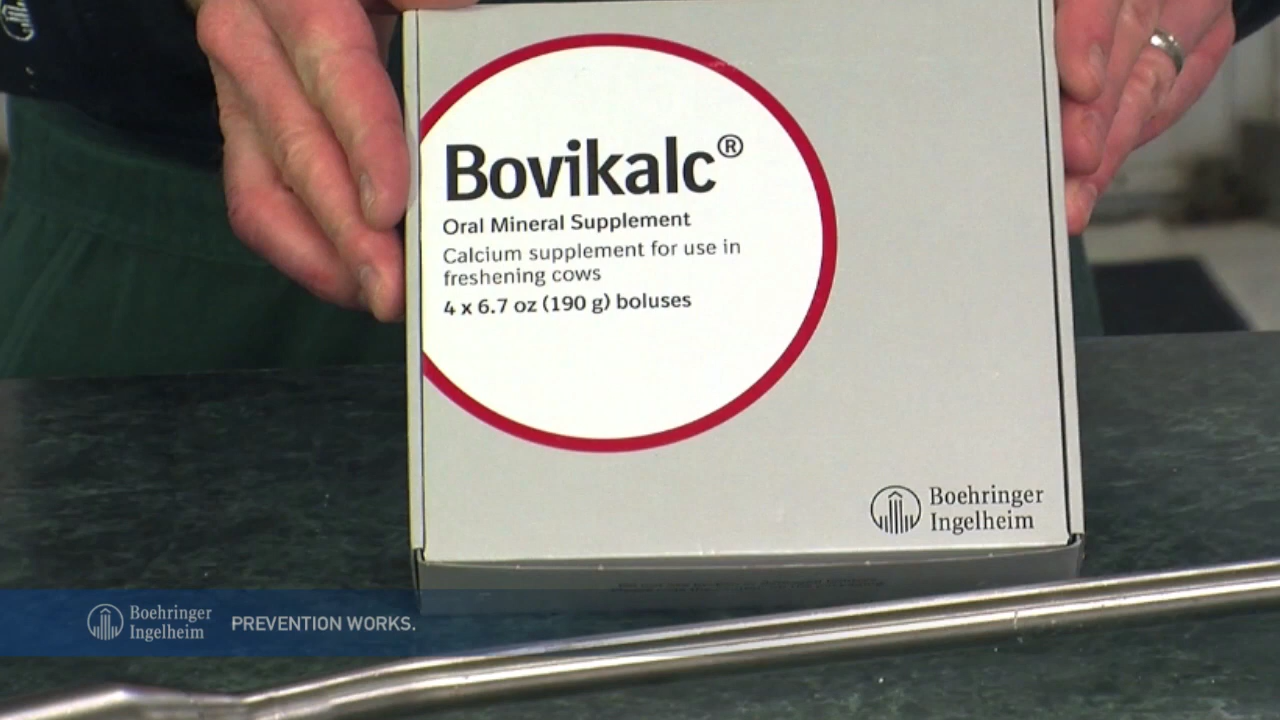 Bovikalc®
Oral Mineral Supplement
Calcium supplement for use in
freshening cows
4 x 6.7 oz (190 g) boluses
Boehringer
Ingelheim
Boehringer
Ingelheim
PREVENTION WORKS.